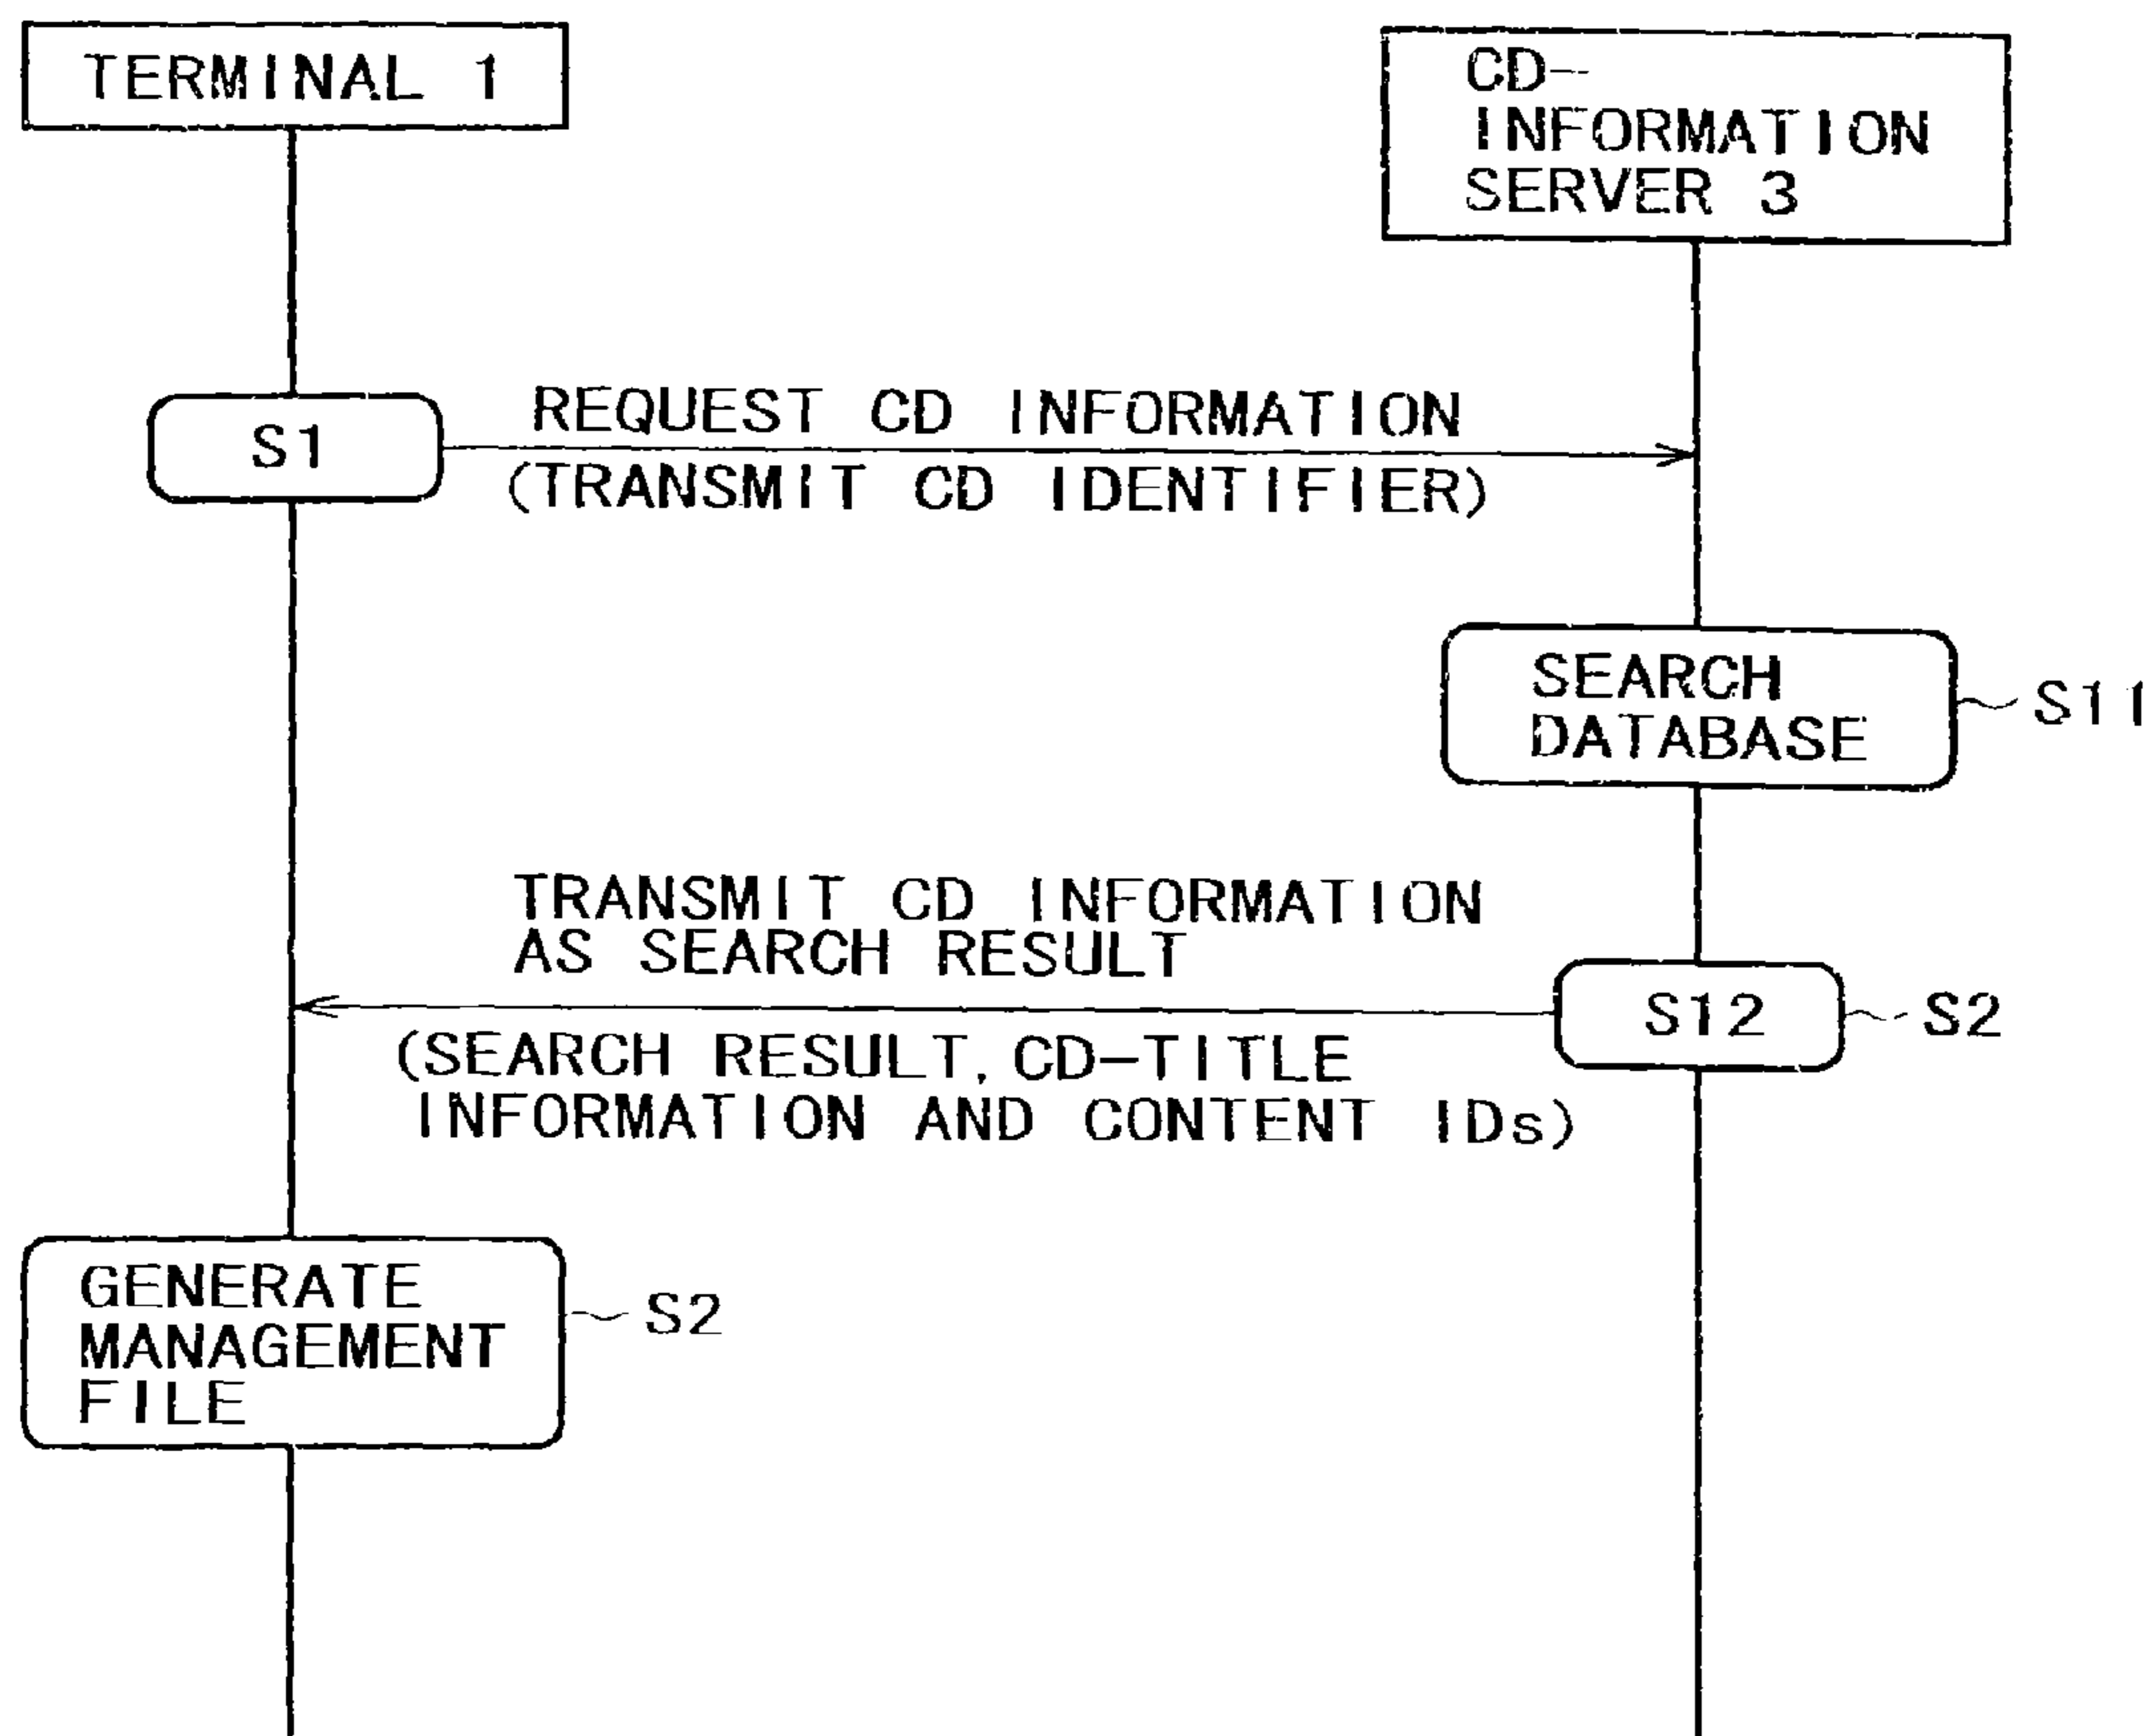 TERMINAL 1
CD-
INFORMATION
SERVER 3
S1
REQUEST CD INFORMATION
(TRANSMIT CD IDENTIFIER)
SEARCH
DATABASE
S11
TRANSMIT CD INFORMATION
AS SEARCH RESULT
S12
S2
(SEARCH RESULT, CD-TITLE
INFORMATION AND CONTENT IDs)
GENERATE
MANAGEMENT
FILE
S2